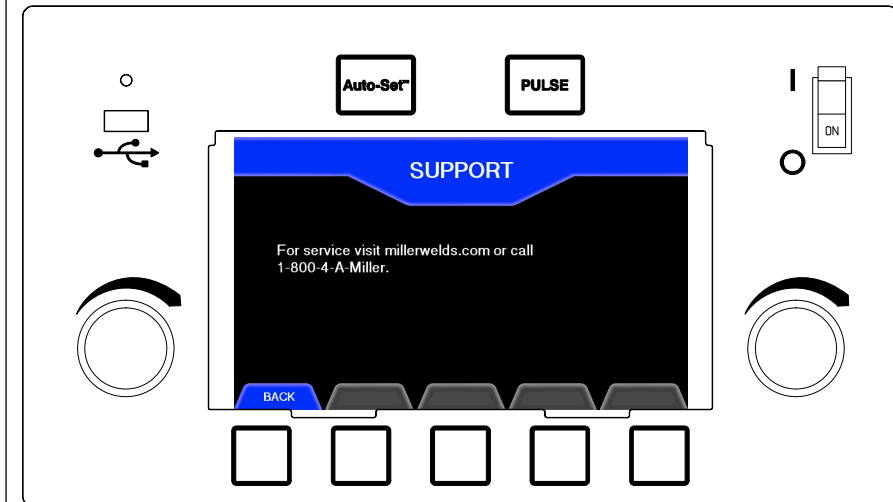 Auto-Set™
PULSE
I
ON
O
SUPPORT
For service visit millerwelds.com or call
1-800-4-A-Miller.
BACK